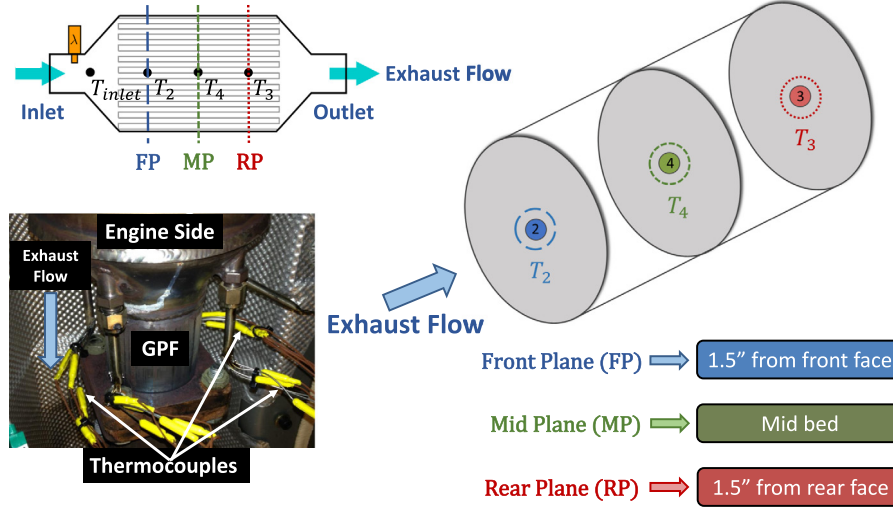 λ
T_inlet
T_2
T_4
T_3
Exhaust Flow
Inlet
Outlet
FP
MP
RP
3
T_3
4
T_4
2
T_2
Exhaust Flow
Engine Side
Exhaust
Flow
GPF
Thermocouples
Front Plane (FP)
1.5” from front face
Mid Plane (MP)
Mid bed
Rear Plane (RP)
1.5” from rear face